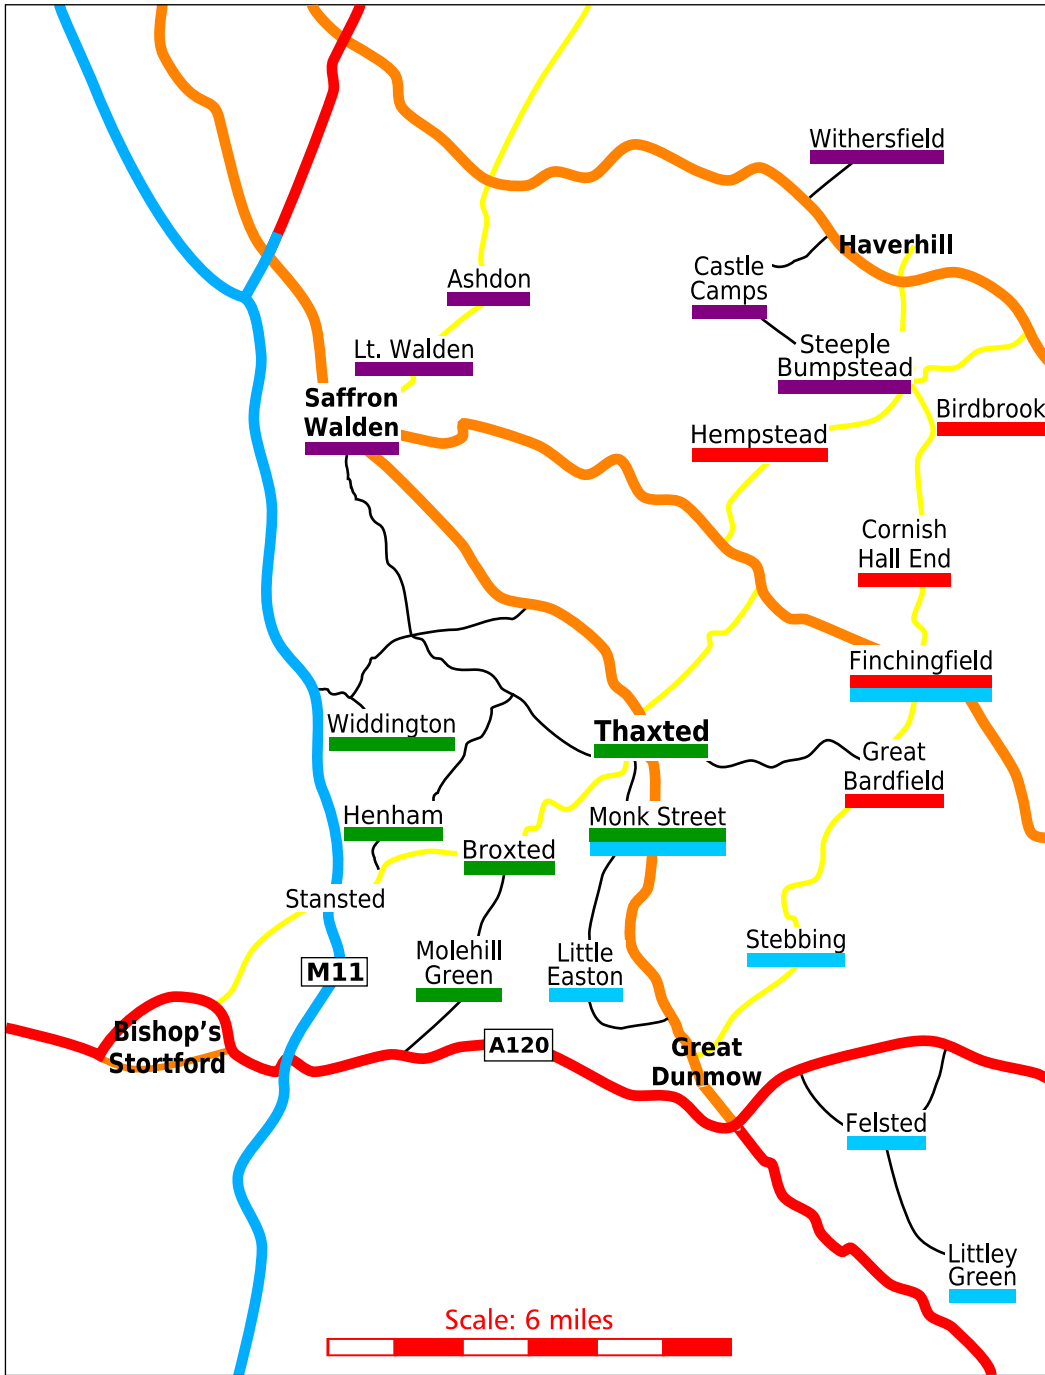 Withersfield
Haverhill
Castle
Camps
Ashdon
Steeple
Bumpstead
Lt. Walden
Saffron
Walden
Birdbrook
Hempstead
Cornish
Hall End
Finchingfield
Widdington
Thaxted
Great
Bardfield
Henham
Monk Street
Broxted
Stansted
Stebbing
Molehill
Green
Little
Easton
M11
Bishop's
Stortford
A120
Great
Dunmow
Felsted
Littley
Green
Scale: 6 miles